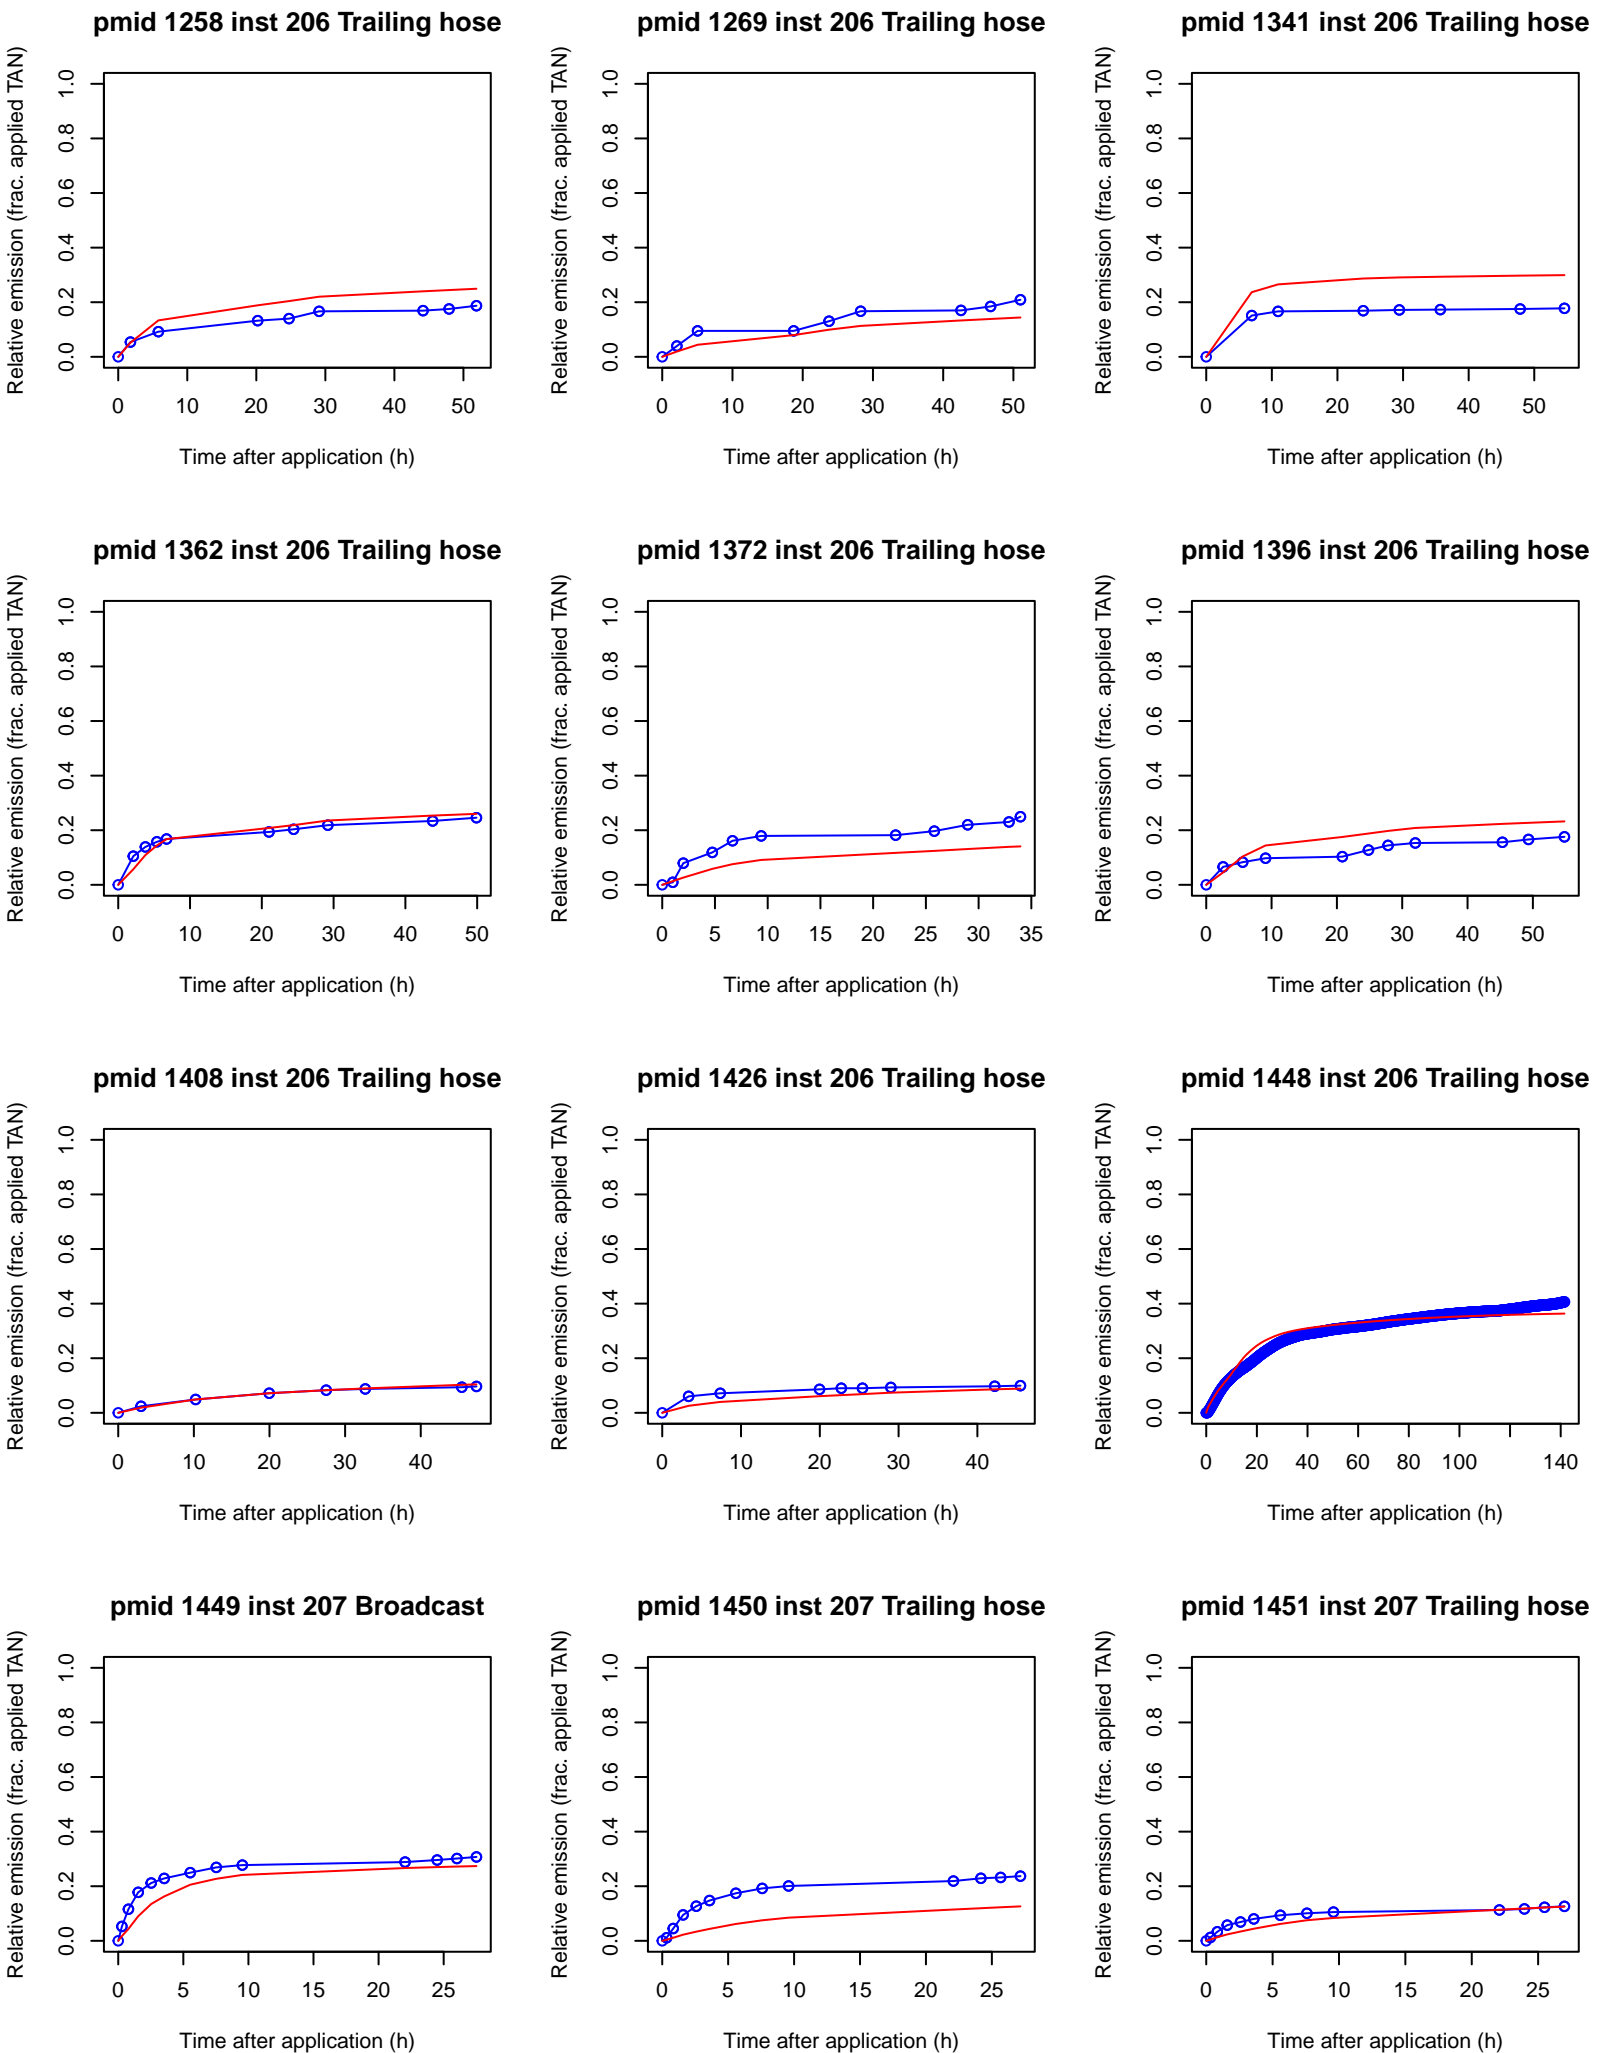 pmid 1258 inst 206 Trailing hose
Relative emission (frac. applied TAN)
0.0 0.2 0.4 0.6 0.8 1.0
0 10 20 30 40 50
Time after application (h)
pmid 1269 inst 206 Trailing hose
Relative emission (frac. applied TAN)
0.0 0.2 0.4 0.6 0.8 1.0
0 10 20 30 40 50
Time after application (h)
pmid 1341 inst 206 Trailing hose
Relative emission (frac. applied TAN)
0.0 0.2 0.4 0.6 0.8 1.0
0 10 20 30 40 50
Time after application (h)
pmid 1362 inst 206 Trailing hose
Relative emission (frac. applied TAN)
0.0 0.2 0.4 0.6 0.8 1.0
0 10 20 30 40 50
Time after application (h)
pmid 1372 inst 206 Trailing hose
Relative emission (frac. applied TAN)
0.0 0.2 0.4 0.6 0.8 1.0
0 5 10 15 20 25 30 35
Time after application (h)
pmid 1396 inst 206 Trailing hose
Relative emission (frac. applied TAN)
0.0 0.2 0.4 0.6 0.8 1.0
0 10 20 30 40 50
Time after application (h)
pmid 1408 inst 206 Trailing hose
Relative emission (frac. applied TAN)
0.0 0.2 0.4 0.6 0.8 1.0
0 10 20 30 40
Time after application (h)
pmid 1426 inst 206 Trailing hose
Relative emission (frac. applied TAN)
0.0 0.2 0.4 0.6 0.8 1.0
0 10 20 30 40
Time after application (h)
pmid 1448 inst 206 Trailing hose
Relative emission (frac. applied TAN)
0.0 0.2 0.4 0.6 0.8 1.0
0 20 40 60 80 100 140
Time after application (h)
pmid 1449 inst 207 Broadcast
Relative emission (frac. applied TAN)
0.0 0.2 0.4 0.6 0.8 1.0
0 5 10 15 20 25
Time after application (h)
pmid 1450 inst 207 Trailing hose
Relative emission (frac. applied TAN)
0.0 0.2 0.4 0.6 0.8 1.0
0 5 10 15 20 25
Time after application (h)
pmid 1451 inst 207 Trailing hose
Relative emission (frac. applied TAN)
0.0 0.2 0.4 0.6 0.8 1.0
0 5 10 15 20 25
Time after application (h)